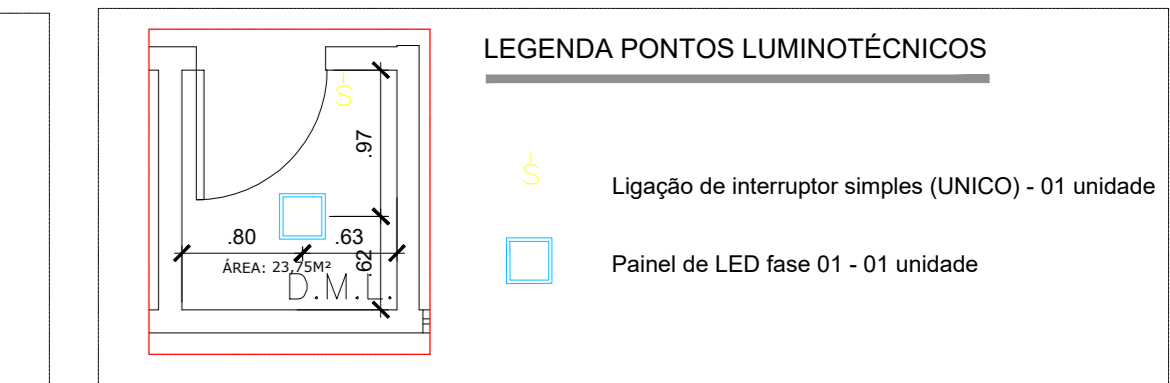 LEGENDA PONTOS LUMINOTÉCNICOS
S
.97
.80
.63
.62
ÁREA: 23,75M²
D.M.L.
S
Ligação de interruptor simples (UNICO) - 01 unidade
Painel de LED fase 01 - 01 unidade